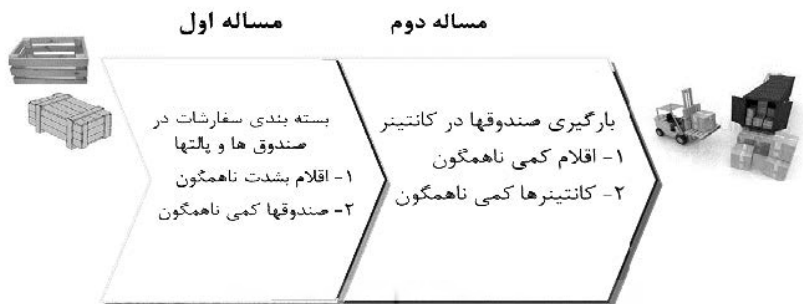 مساله اول
بسته بندی سفارشات در
صندوق ها و پالتها
۱- اقلام بشدت ناهمگون
۲- صندوقها کمی ناهمگون
مساله دوم
بارگیری صندوقها در کانتینر
۱- اقلام کمی ناهمگون
۲- کانتینرها کمی ناهمگون